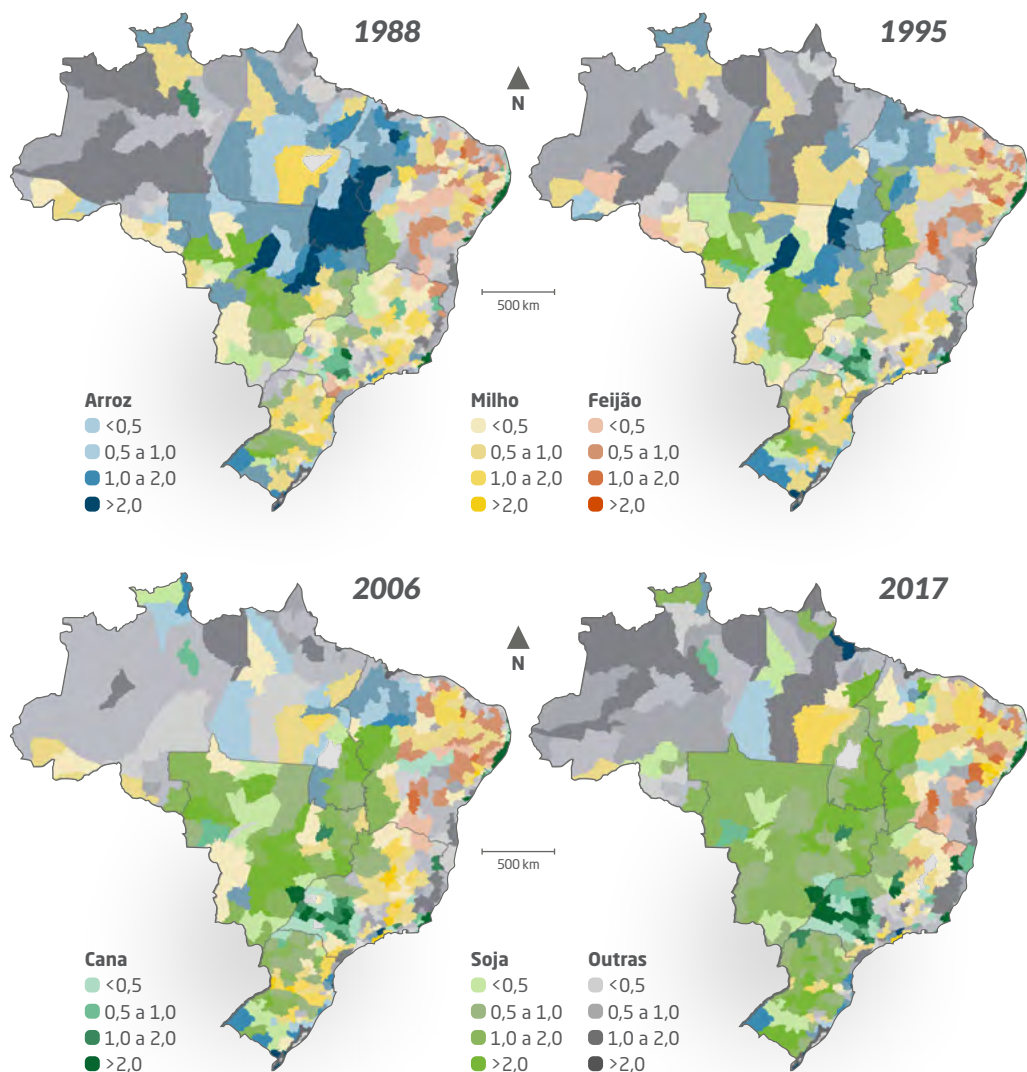 1988
1995
N
500 km
Arroz
<0,5
0,5 a 1,0
1,0 a 2,0
>2,0
Milho
<0,5
0,5 a 1,0
1,0 a 2,0
>2,0
Feijão
<0,5
0,5 a 1,0
1,0 a 2,0
>2,0
2006
2017
N
500 km
Cana
<0,5
0,5 a 1,0
1,0 a 2,0
>2,0
Soja
<0,5
0,5 a 1,0
1,0 a 2,0
>2,0
Outras
<0,5
0,5 a 1,0
1,0 a 2,0
>2,0